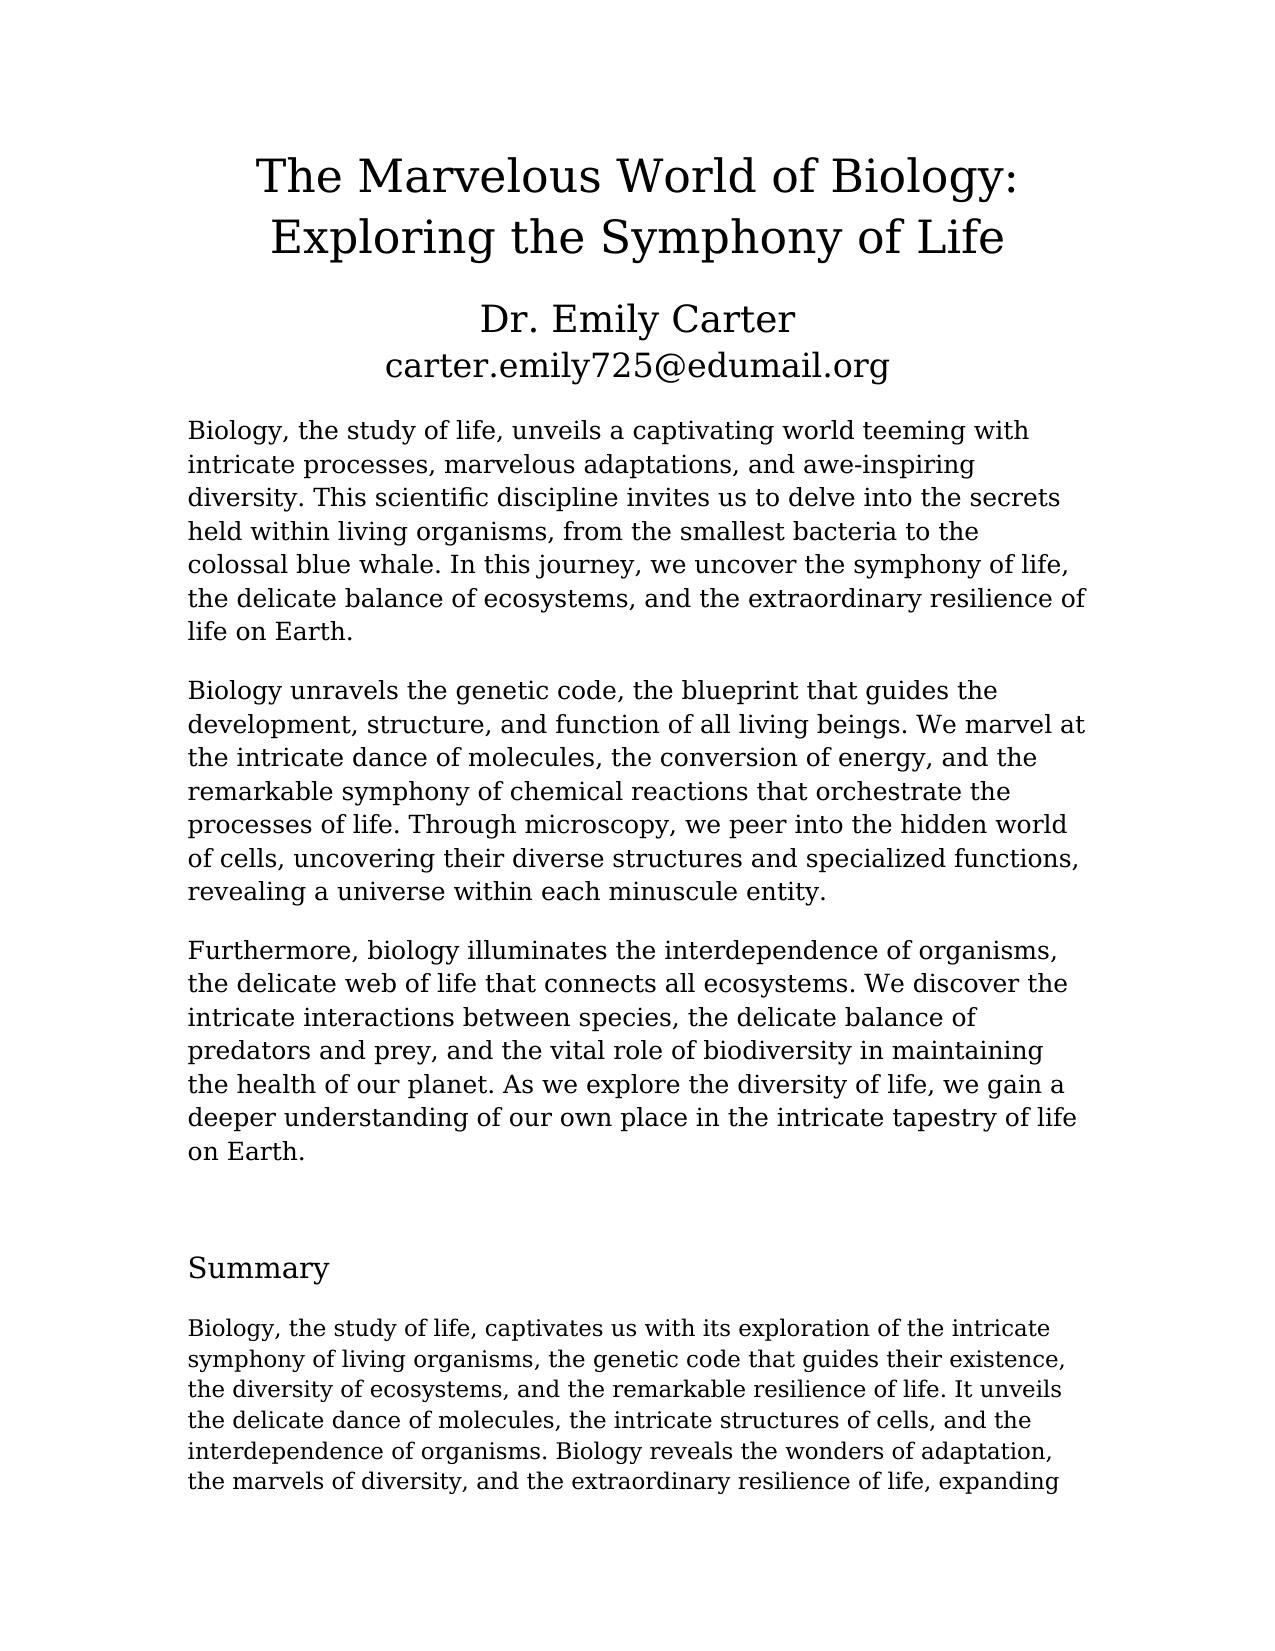 The Marvelous World of Biology:
Exploring the Symphony of Life
Dr. Emily Carter
carter.emily725@edumail.org
Biology, the study of life, unveils a captivating world teeming with
intricate processes, marvelous adaptations, and awe-inspiring
diversity. This scientific discipline invites us to delve into the secrets
held within living organisms, from the smallest bacteria to the
colossal blue whale. In this journey, we uncover the symphony of life,
the delicate balance of ecosystems, and the extraordinary resilience of
life on Earth.
Biology unravels the genetic code, the blueprint that guides the
development, structure, and function of all living beings. We marvel at
the intricate dance of molecules, the conversion of energy, and the
remarkable symphony of chemical reactions that orchestrate the
processes of life. Through microscopy, we peer into the hidden world
of cells, uncovering their diverse structures and specialized functions,
revealing a universe within each minuscule entity.
Furthermore, biology illuminates the interdependence of organisms,
the delicate web of life that connects all ecosystems. We discover the
intricate interactions between species, the delicate balance of
predators and prey, and the vital role of biodiversity in maintaining
the health of our planet. As we explore the diversity of life, we gain a
deeper understanding of our own place in the intricate tapestry of life
on Earth.
Summary
Biology, the study of life, captivates us with its exploration of the intricate
symphony of living organisms, the genetic code that guides their existence,
the diversity of ecosystems, and the remarkable resilience of life. It unveils
the delicate dance of molecules, the intricate structures of cells, and the
interdependence of organisms. Biology reveals the wonders of adaptation,
the marvels of diversity, and the extraordinary resilience of life, expanding